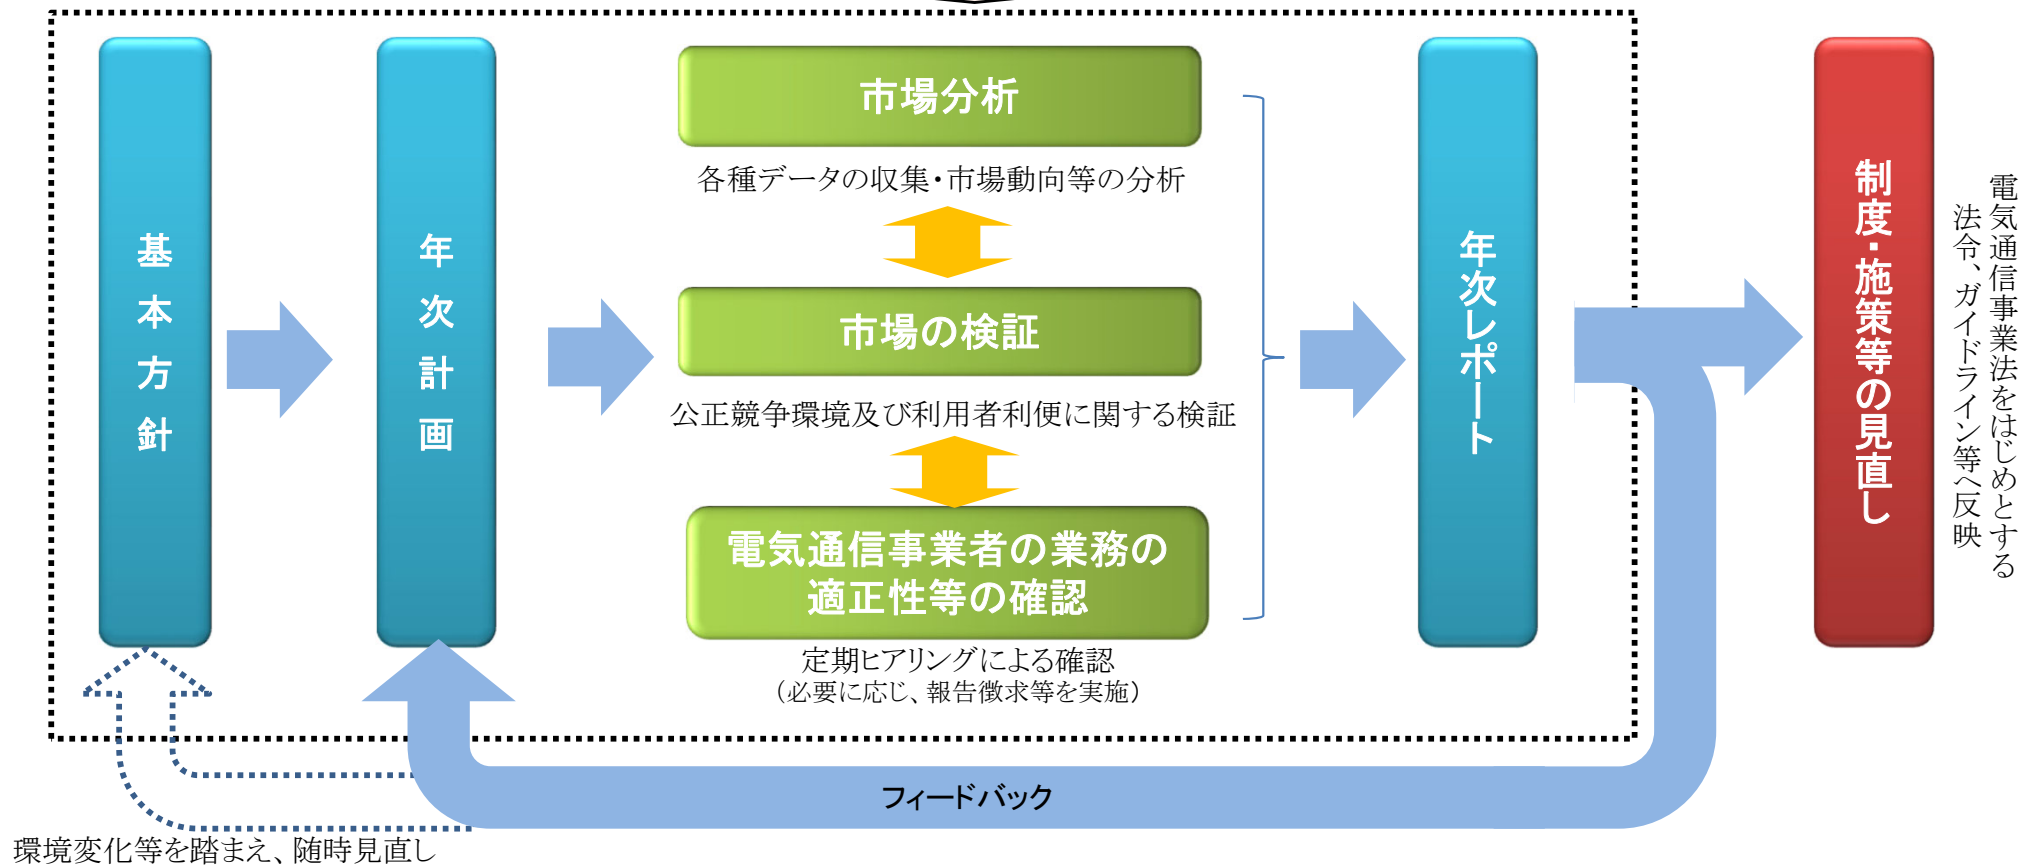 基本方針
年次計画
市場分析
各種データの収集・市場動向等の分析
市場の検証
公正競争環境及び利用者利便に関する検証
電気通信事業者の業務の
適正性等の確認
定期ヒアリングによる確認
（必要に応じ、報告徴求等を実施）
年次レポート
制度・施策等の見直し
電気通信事業法をはじめとする
法令、ガイドライン等へ反映
フィードバック
環境変化等を踏まえ、随時見直し